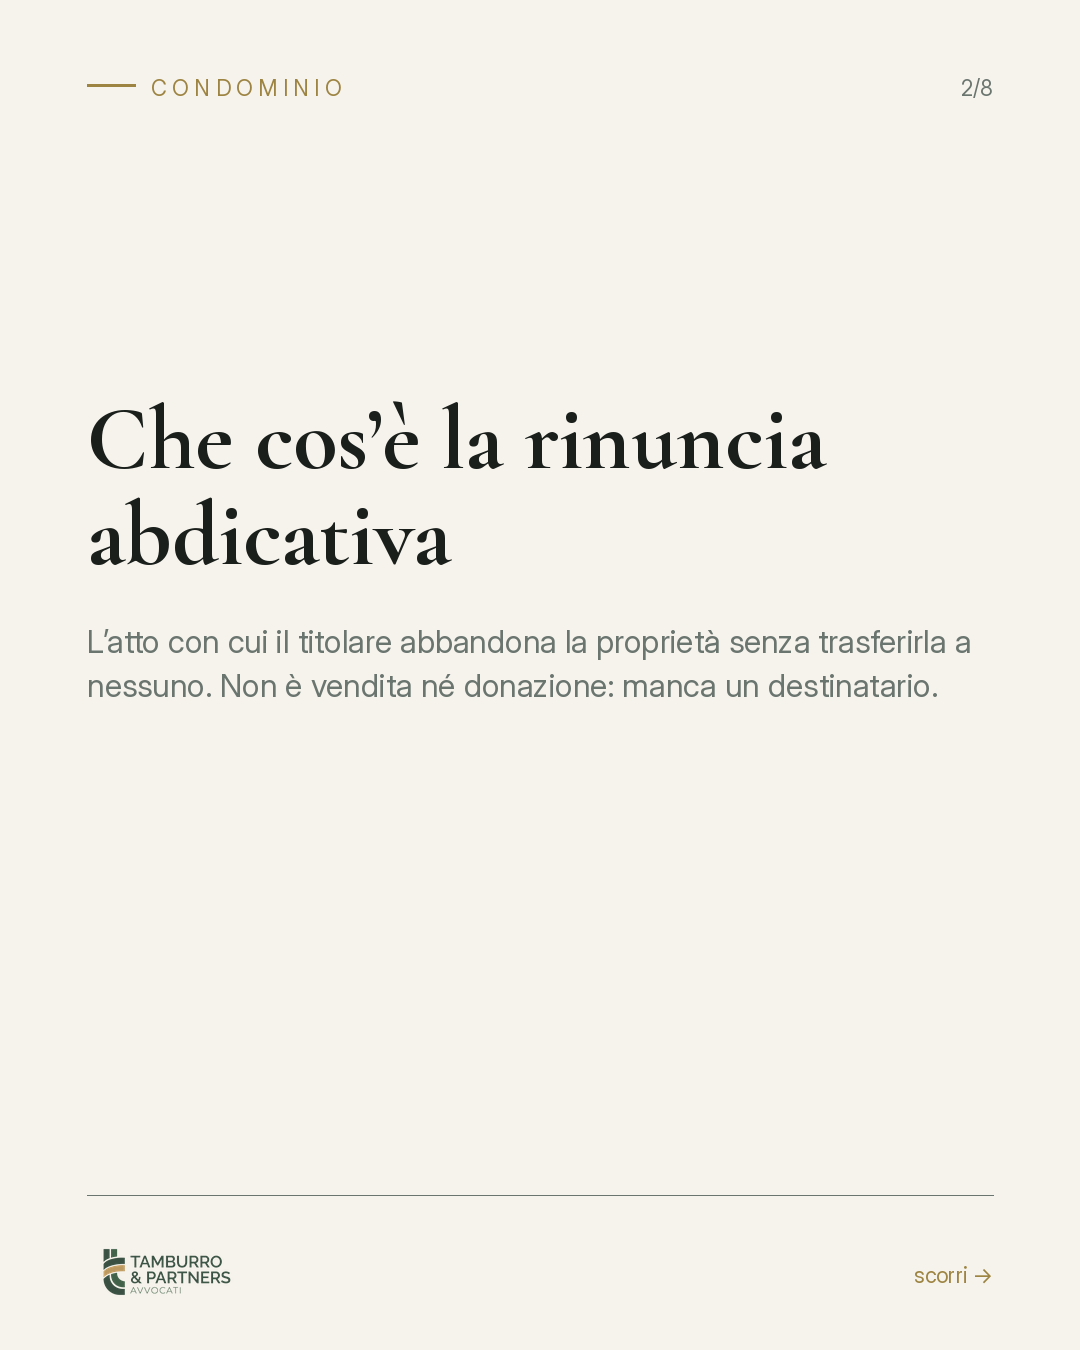 CONDOMINIO
2/8
Che cos’è la rinuncia
abdicativa
L’atto con cui il titolare abbandona la proprietà senza trasferirla a
nessuno. Non è vendita né donazione: manca un destinatario.
TAMBURRO
& PARTNERS
AVVOCATI
scorri →